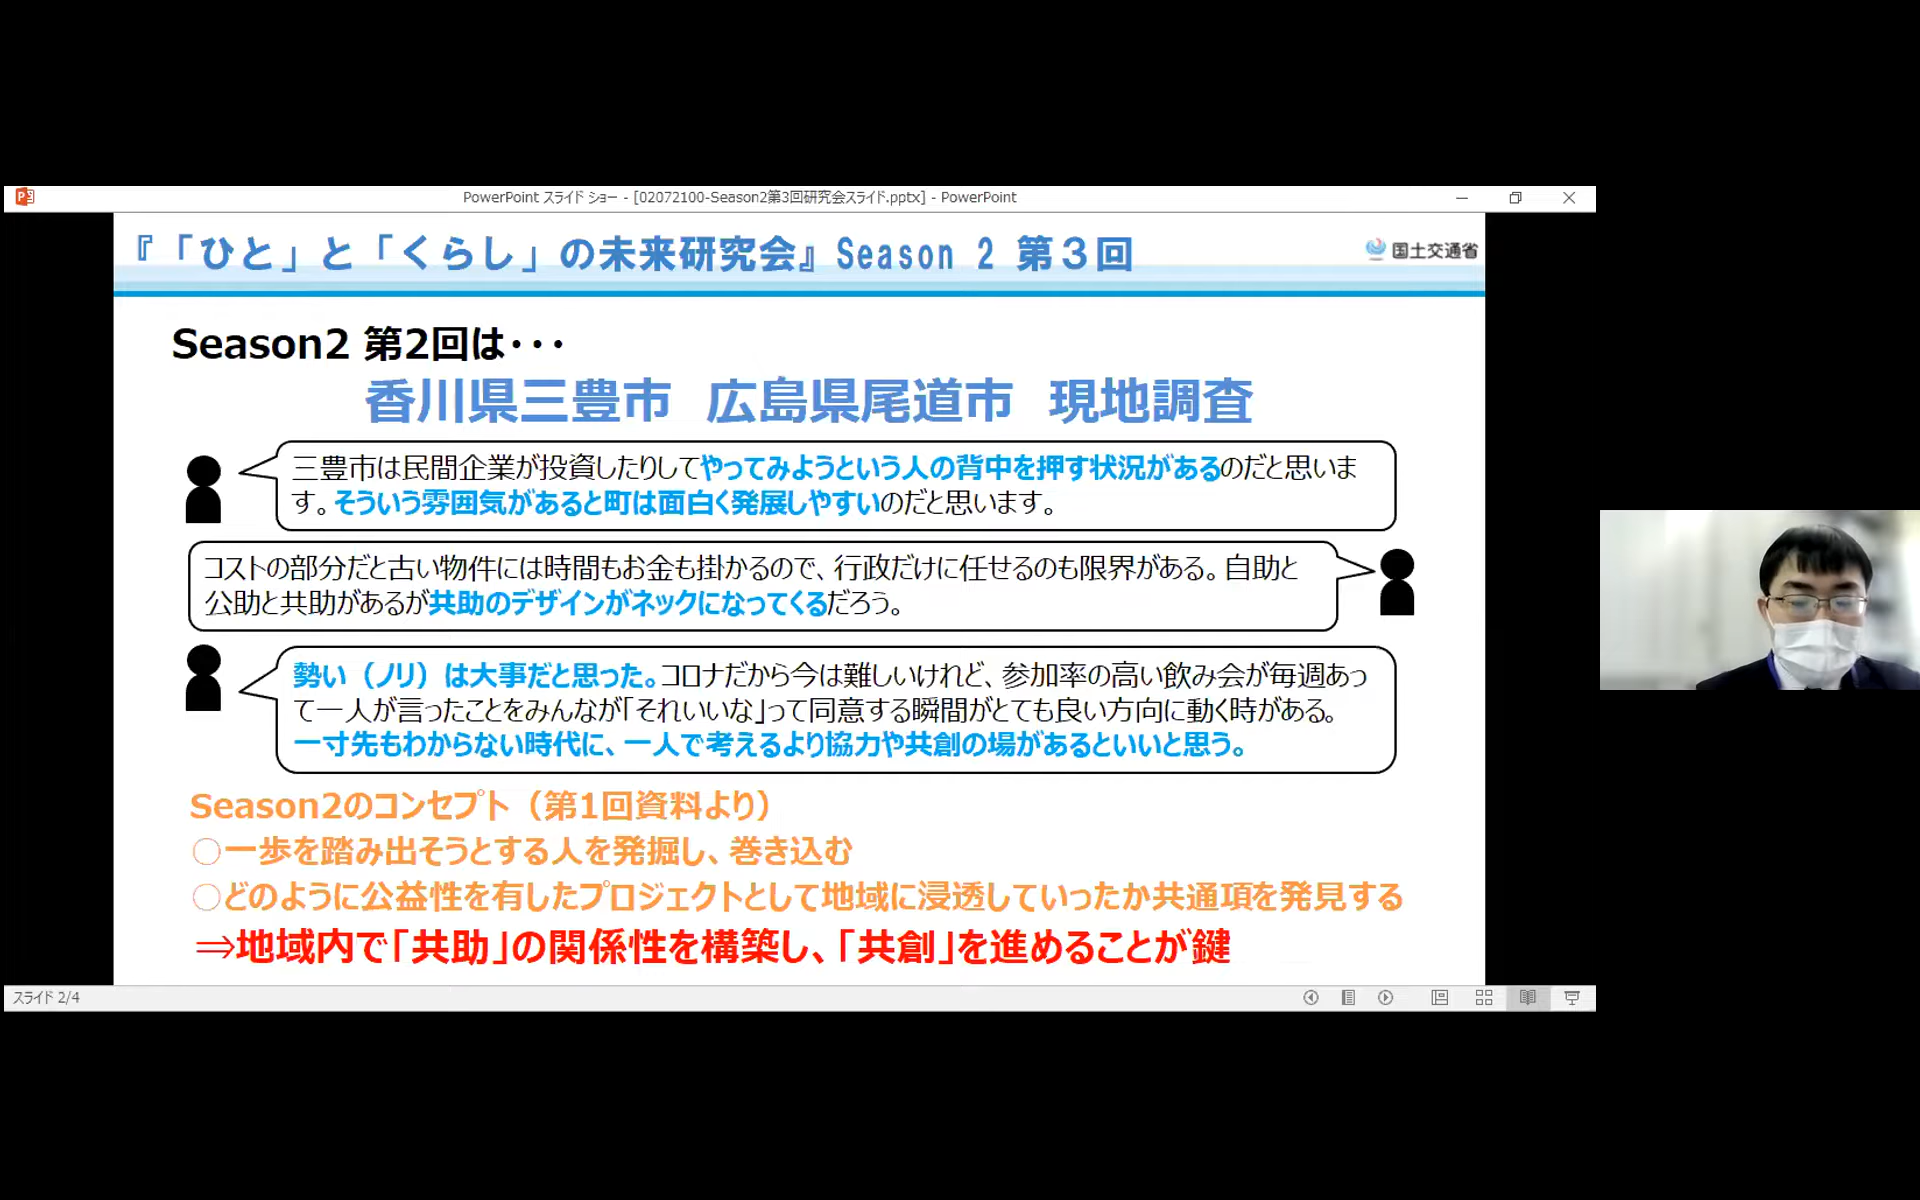 PowerPoint スライド ショー - [02072100-Season2第3回研究会スライド.pptx] - PowerPoint
『「ひと」と「くらし」の未来研究会』Season 2 第３回
国土交通省
Season2 第2回は・・・
香川県三豊市　広島県尾道市　現地調査
三豊市は民間企業が投資したりしてやってみようという人の背中を押す状況があるのだと思いま
す。そういう雰囲気があると町は面白く発展しやすいのだと思います。
コストの部分だと古い物件には時間もお金も掛かるので、行政だけに任せるのも限界がある。自助と
公助と共助があるが共助のデザインがネックになってくるだろう。
勢い（ノリ）は大事だと思った。コロナだから今は難しいけれど、参加率の高い飲み会が毎週あっ
て一人が言ったことをみんなが「それいいな」って同意する瞬間がとても良い方向に動く時がある。
一寸先もわからない時代に、一人で考えるより協力や共創の場があるといいと思う。
Season2のコンセプト（第1回資料より）
○一歩を踏み出そうとする人を発掘し、巻き込む
○どのように公益性を有したプロジェクトとして地域に浸透していったか共通項を発見する
⇒地域内で「共助」の関係性を構築し、「共創」を進めることが鍵
スライド 2/4